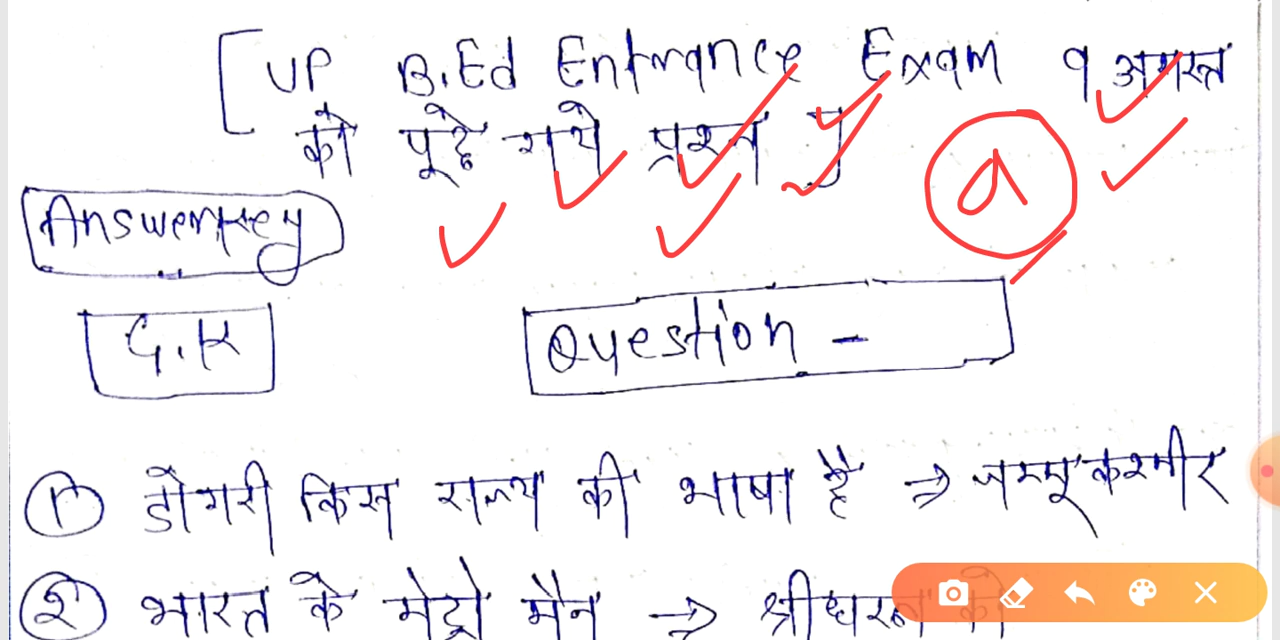 [UP B.Ed Entrance Exam 9 अगस्त
को पूछे गये प्रश्न ]
a
Answerkey
G.K
Question -
① डोंगरी किस राज्य की भाषा है → जम्मू कश्मीर
② भारत के मेट्रो मैन → श्रीधरन को